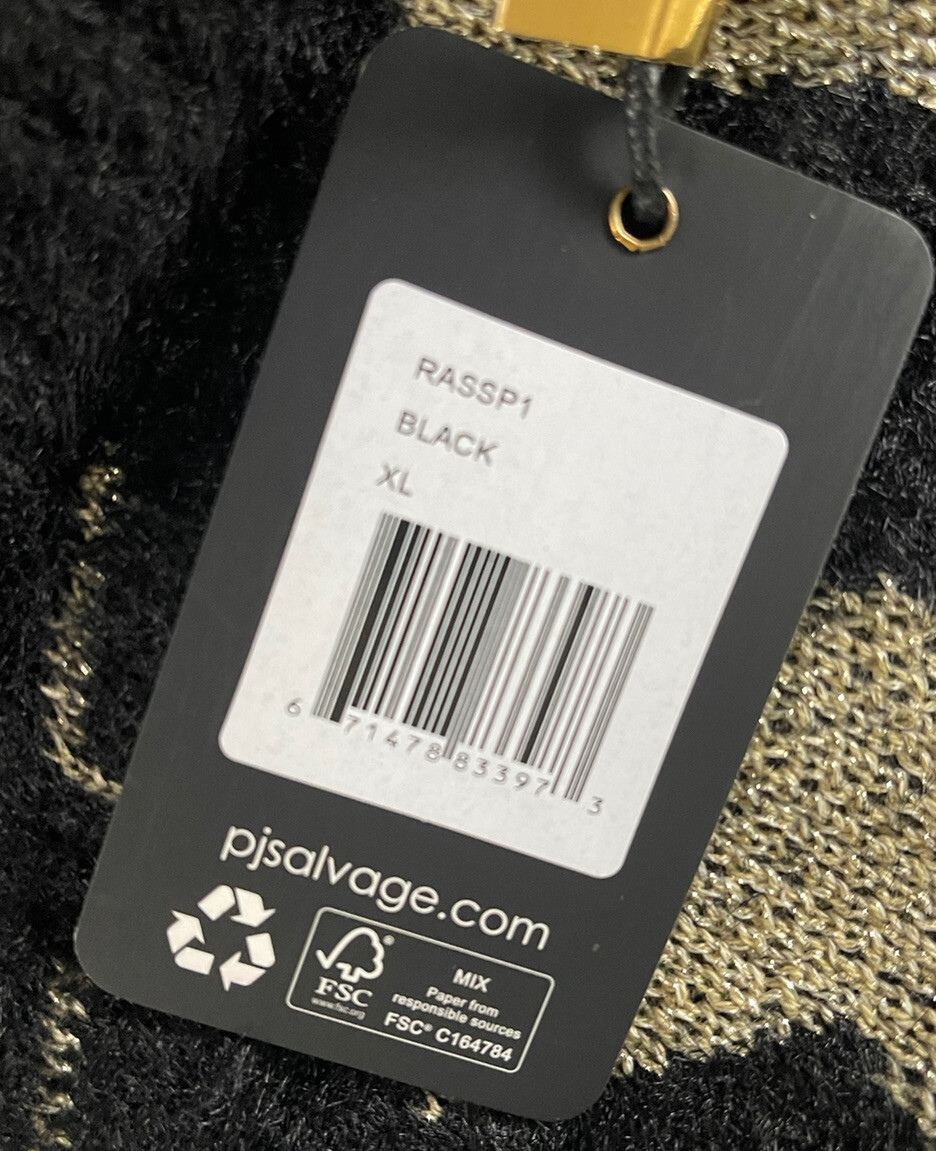 RASSP1
BLACK
XL
6 71478 83397 3
pjsalvage.com
FSC®
www.fsc.org
MIX
Paper from
responsible sources
FSC® C164784